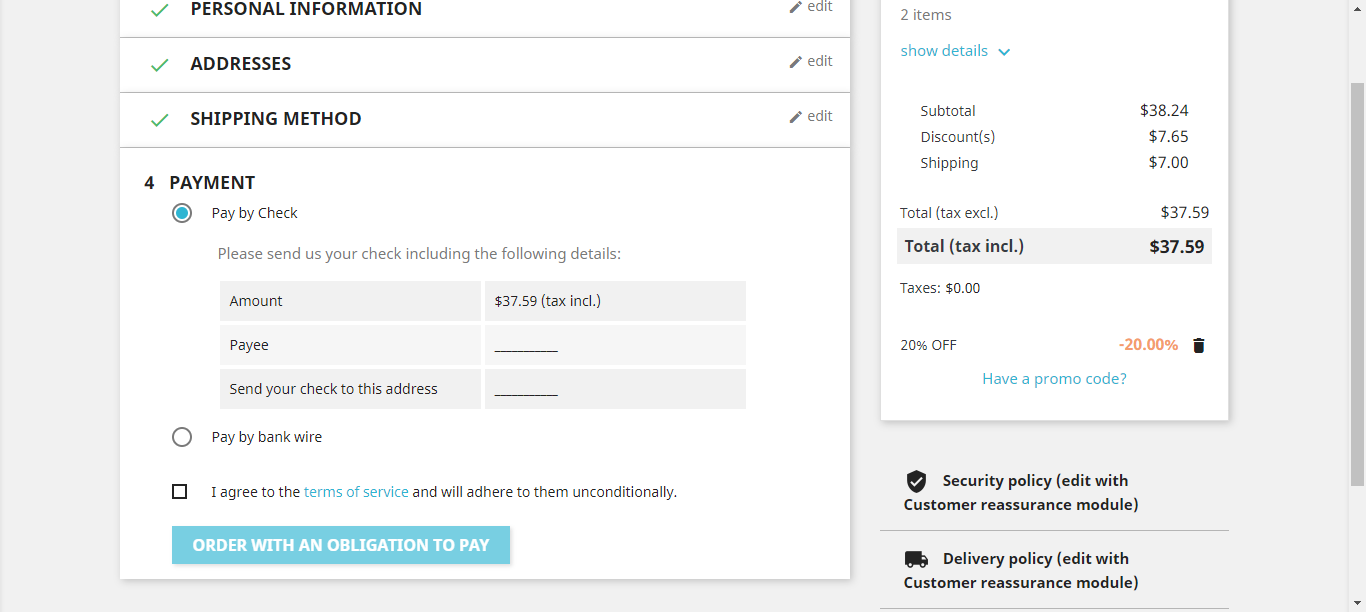 PERSONAL INFORMATION
edit
ADDRESSES
edit
SHIPPING METHOD
edit
4 PAYMENT
Pay by Check
Please send us your check including the following details:
Amount $37.59 (tax incl.)
Payee ___________
Send your check to this address ___________
Pay by bank wire
I agree to the terms of service and will adhere to them unconditionally.
ORDER WITH AN OBLIGATION TO PAY
2 items
show details
Subtotal $38.24
Discount(s) $7.65
Shipping $7.00
Total (tax excl.) $37.59
Total (tax incl.) $37.59
Taxes: $0.00
20% OFF -20.00%
Have a promo code?
Security policy (edit with
Customer reassurance module)
Delivery policy (edit with
Customer reassurance module)